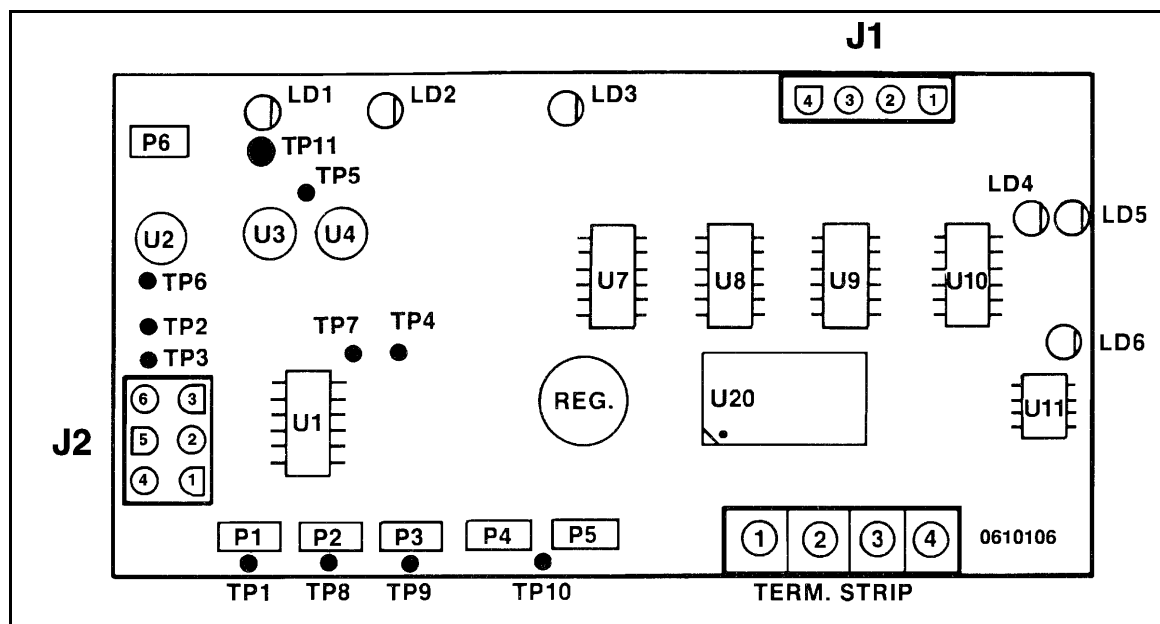 J1
LD1 LD2 LD3
4 3 2 1
P6
TP11
TP5
LD4 LD5
U2 U3 U4
TP6
U7 U8 U9 U10
TP2
TP7 TP4
TP3
LD6
6 3
REG.
U20
U11
U1
J2
5 2
4 1
P1 P2 P3 P4 P5
1 2 3 4
0610106
TP1 TP8 TP9 TP10 TERM. STRIP